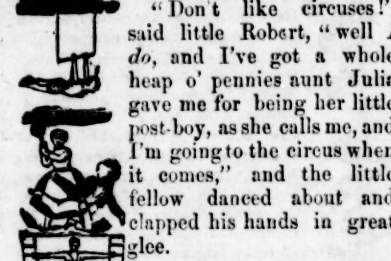 "Don't like circuses!"
said little Robert, "well I
do, and I've got a whole
heap o' pennies aunt Julia
gave me for being her little
post-boy, as she calls me, and
I'm going to the circus when
it comes," and the little
fellow danced about and
clapped his hands in great
glee.